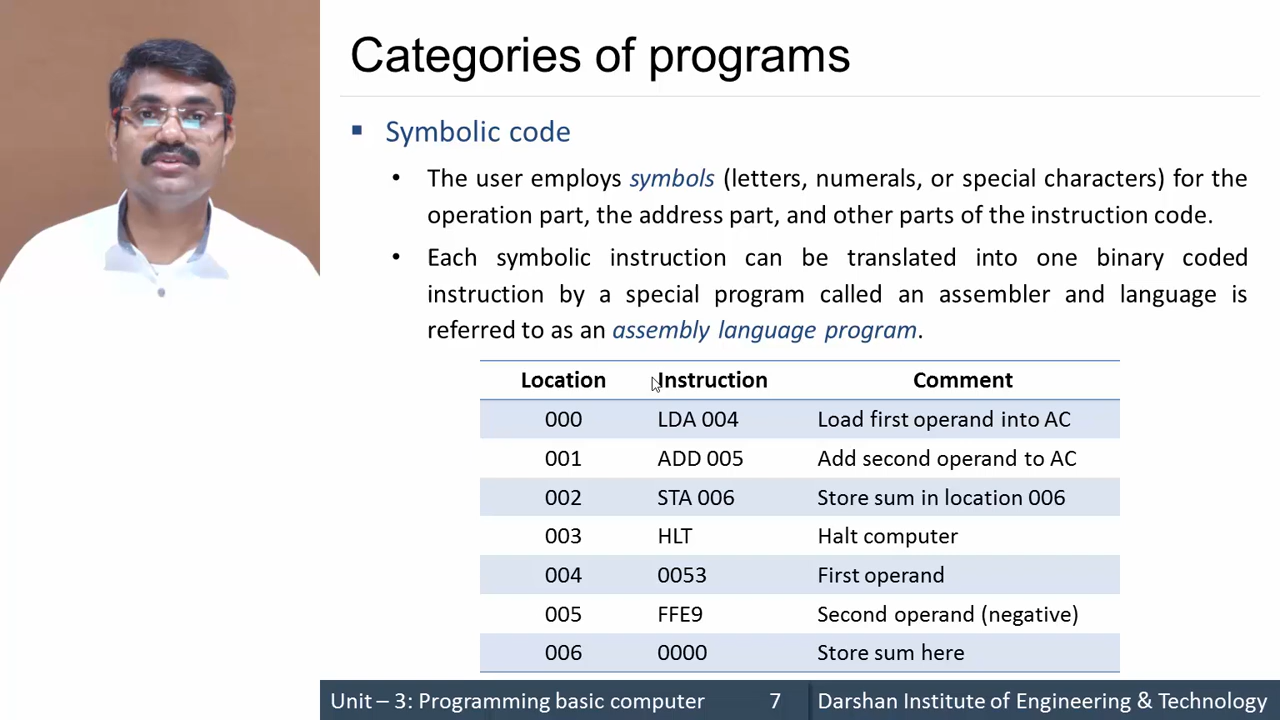 Categories of programs
▪ Symbolic code
• The user employs symbols (letters, numerals, or special characters) for the
operation part, the address part, and other parts of the instruction code.
• Each symbolic instruction can be translated into one binary coded
instruction by a special program called an assembler and language is
referred to as an assembly language program.
Location Instruction Comment
000 LDA 004 Load first operand into AC
001 ADD 005 Add second operand to AC
002 STA 006 Store sum in location 006
003 HLT Halt computer
004 0053 First operand
005 FFE9 Second operand (negative)
006 0000 Store sum here
Unit – 3: Programming basic computer 7 Darshan Institute of Engineering & Technology